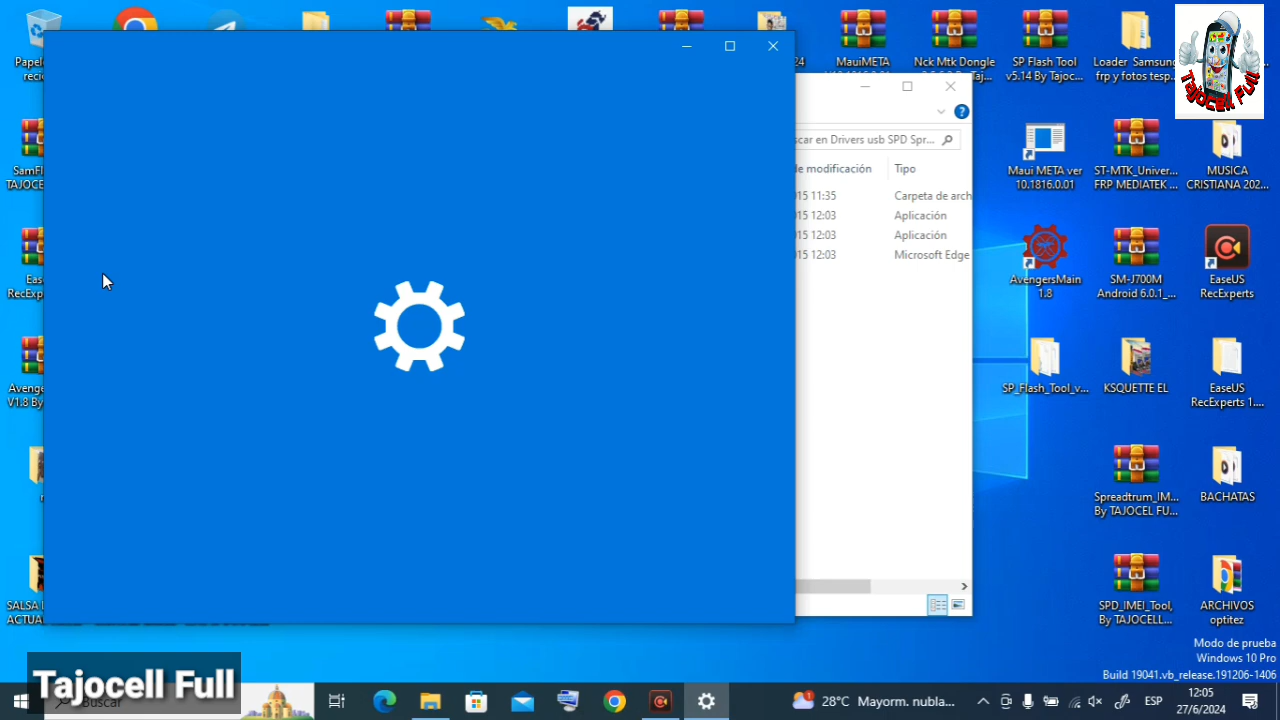 Papele
recic
24
MauiMETA
Nck Mtk Dongle
SP Flash Tool
v5.14 By Tajoc...
Loader_Samsung
frp y fotos tesp...
Tajocell Full
scar en Drivers usb SPD Spr...
de modificación
Tipo
015 11:35
Carpeta de arch
015 12:03
Aplicación
015 12:03
Aplicación
015 12:03
Microsoft Edge
SamFl
TAJOCE
Maui META ver
10.1816.0.01
ST-MTK_Univer...
FRP MEDIATEK ...
MUSICA
CRISTIANA 202...
Eas
RecExp
AvengersMain
1.8
SM-J700M
Android 6.0.1_...
EaseUS
RecExperts
Aveng
V1.8 By
SP_Flash_Tool_v...
KSQUETTE EL
EaseUS
RecExperts 1....
Spreadtrum_IM...
By TAJOCEL FU...
BACHATAS
SALSA
ACTUA
SPD_IMEI_Tool,
By TAJOCELL...
ARCHIVOS
optitez
Modo de prueba
Windows 10 Pro
Build 19041.vb_release.191206-1406
Tajocell Full
Buscar
28°C
Mayorm. nubla...
ESP
12:05
27/6/2024